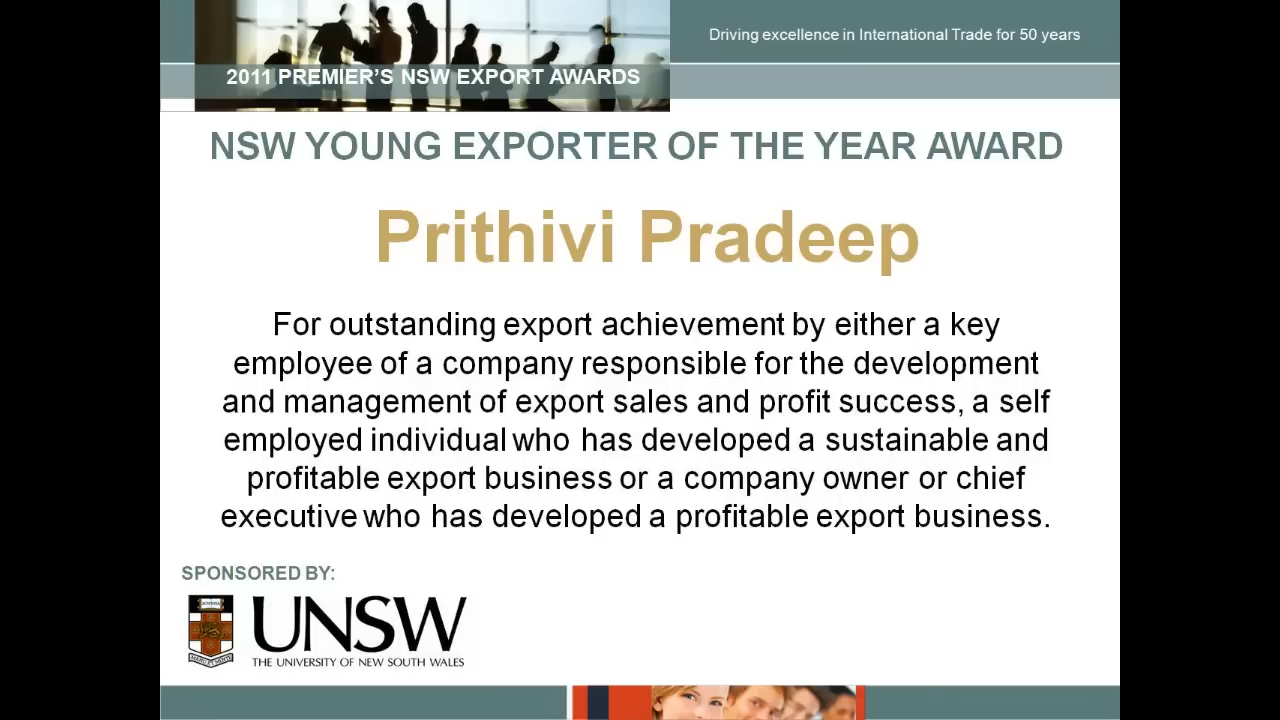 Driving excellence in International Trade for 50 years
2011 PREMIER'S NSW EXPORT AWARDS
NSW YOUNG EXPORTER OF THE YEAR AWARD
Prithivi Pradeep
For outstanding export achievement by either a key
employee of a company responsible for the development
and management of export sales and profit success, a self
employed individual who has developed a sustainable and
profitable export business or a company owner or chief
executive who has developed a profitable export business.
SPONSORED BY:
UNSW
THE UNIVERSITY OF NEW SOUTH WALES